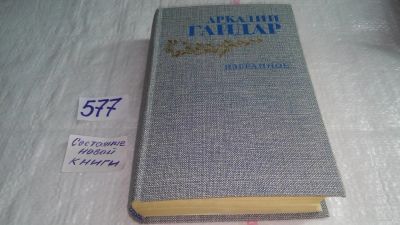 АРКАДИЙ
ГАЙДАР
ИЗБРАННОЕ
577
Состояние
новой
книги